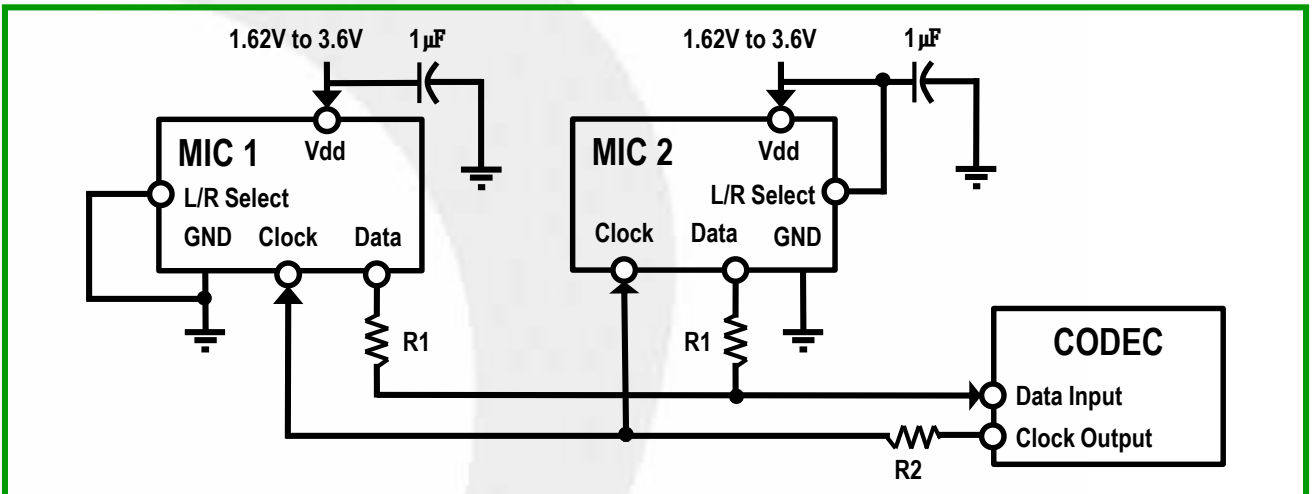 1.62V to 3.6V
1μF
1.62V to 3.6V
1μF
MIC 1
Vdd
L/R Select
GND
Clock
Data
MIC 2
Vdd
L/R Select
Clock
Data
GND
R1
R1
CODEC
Data Input
Clock Output
R2